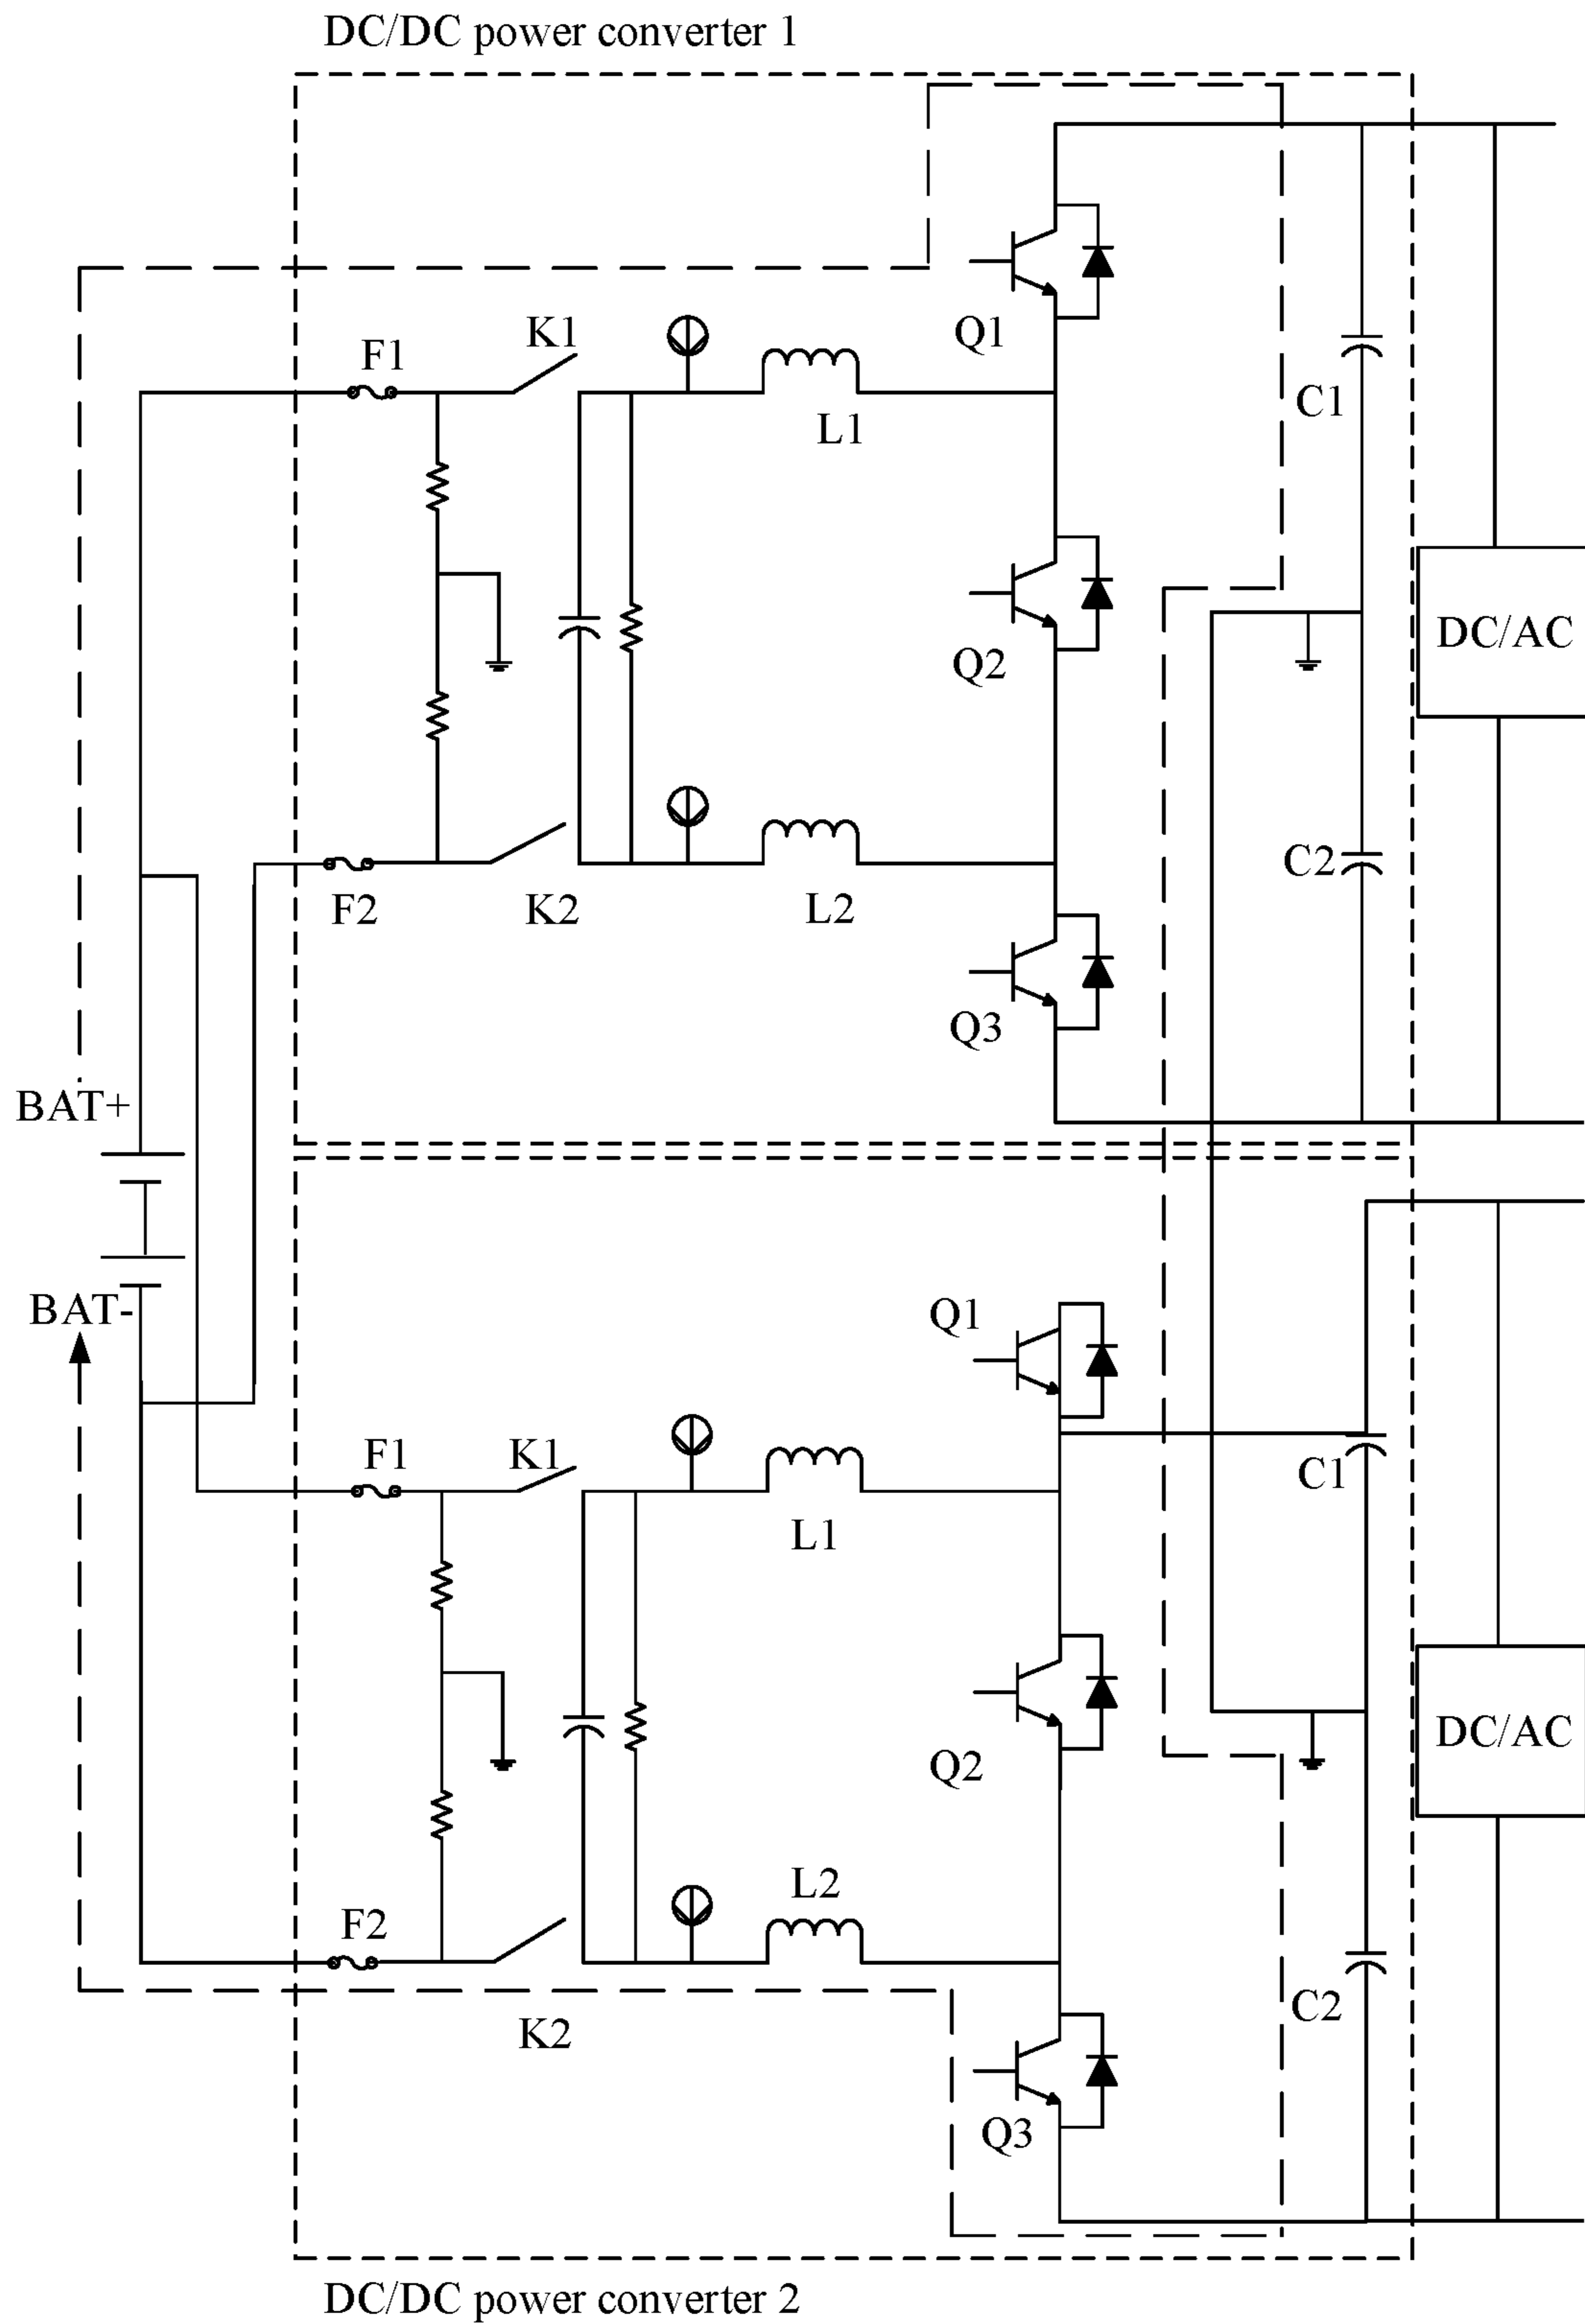 DC/DC power converter 1
K1
F1
Q1
C1
L1
DC/AC
Q2
C2
F2
K2
L2
Q3
BAT+
BAT-
Q1
F1
K1
C1
L1
DC/AC
Q2
L2
F2
C2
K2
Q3
DC/DC power converter 2